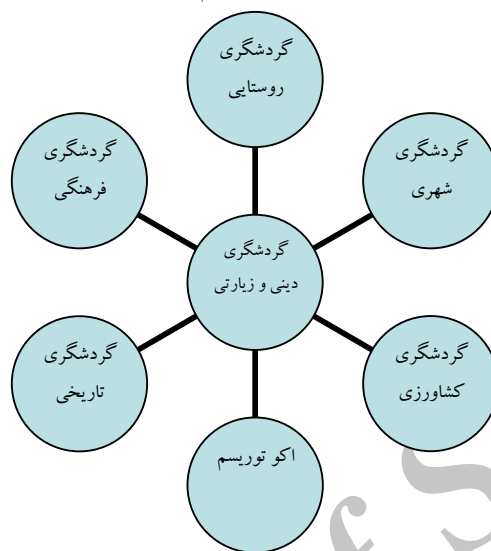 گردشگری
روستایی
گردشگری
شهری
گردشگری
فرهنگی
گردشگری
دینی و زیارتی
گردشگری
کشاورزی
گردشگری
تاریخی
اکو توریسم